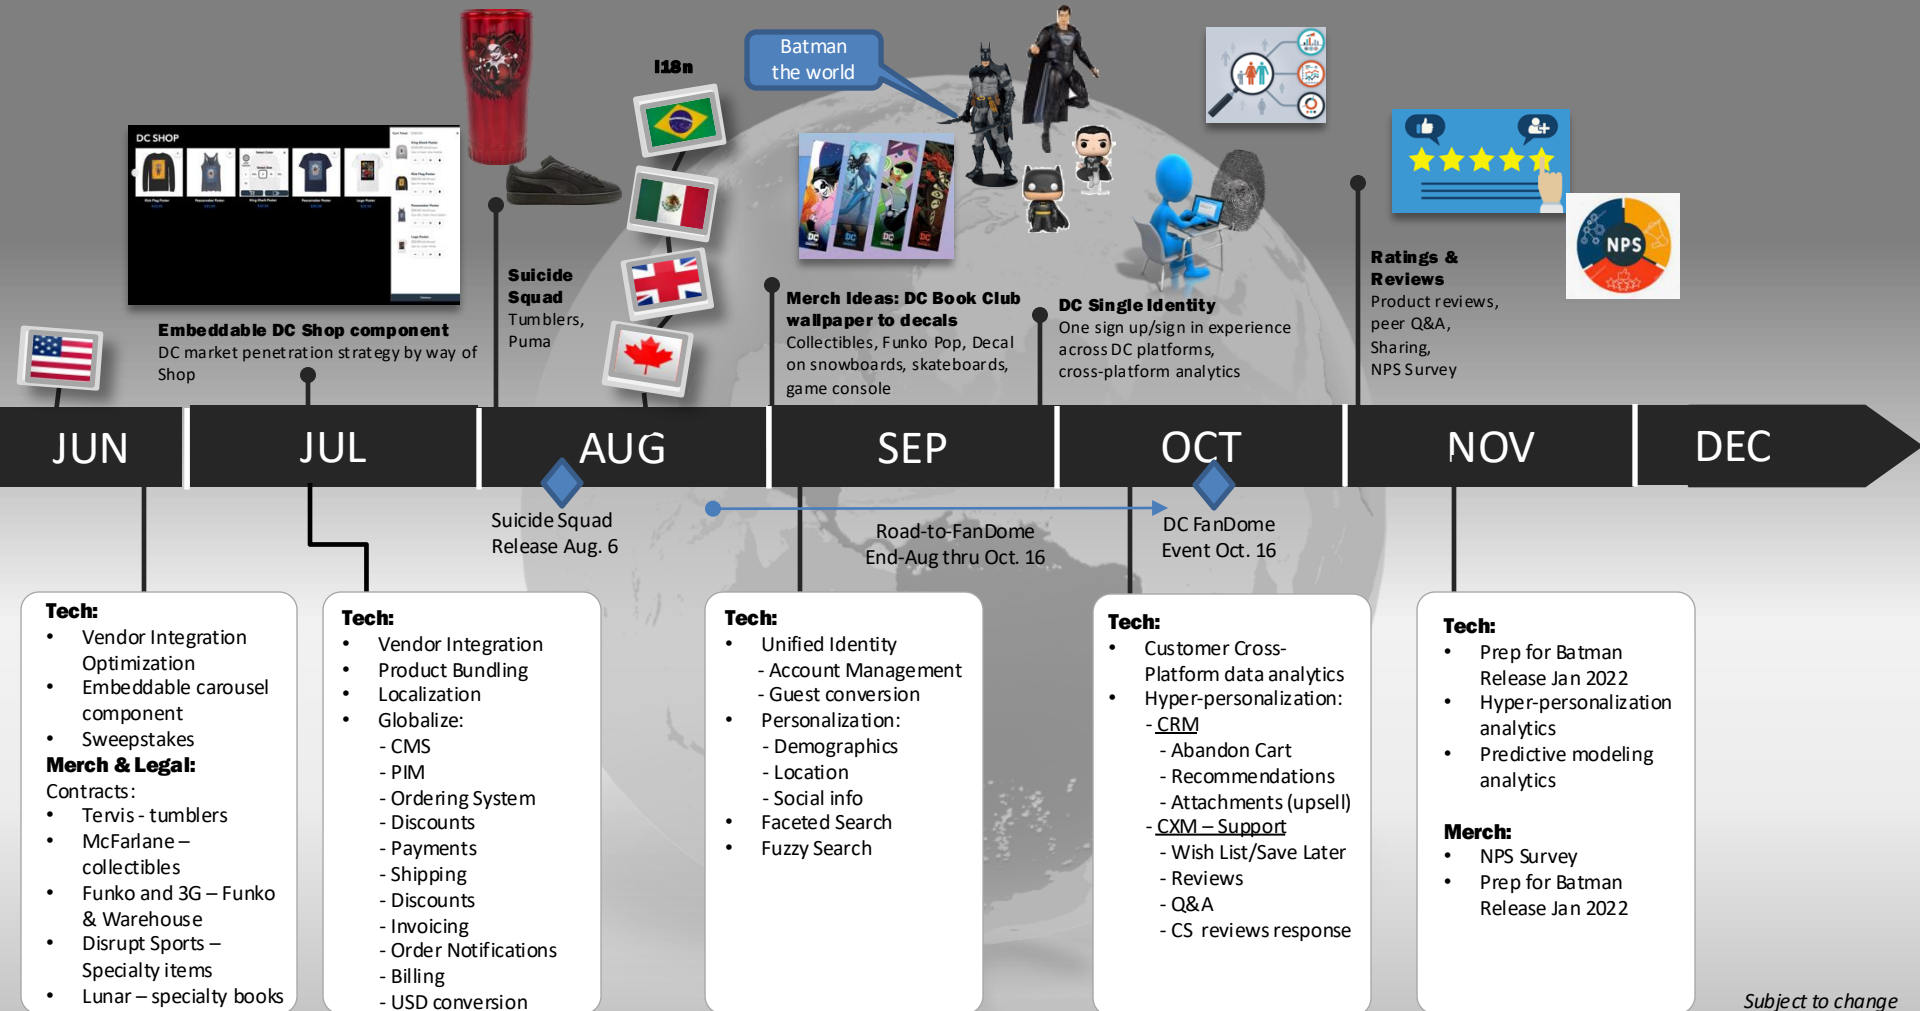 I18n
Batman
the world
DC SHOP
NPS
Embeddable DC Shop component
DC market penetration strategy by way of
Shop
Suicide
Squad
Tumblers,
Puma
Merch Ideas: DC Book Club
wallpaper to decals
Collectibles, Funko Pop, Decal
on snowboards, skateboards,
game console
DC Single Identity
One sign up/sign in experience
across DC platforms,
cross-platform analytics
Ratings &
Reviews
Product reviews,
peer Q&A,
Sharing,
NPS Survey
JUN
JUL
AUG
SEP
OCT
NOV
DEC
Suicide Squad
Release Aug. 6
Road-to-FanDome
End-Aug thru Oct. 16
DC FanDome
Event Oct. 16
Tech:
• Vendor Integration
Optimization
• Embeddable carousel
component
• Sweepstakes
Merch & Legal:
Contracts:
• Tervis - tumblers
• McFarlane –
collectibles
• Funko and 3G – Funko
& Warehouse
• Disrupt Sports –
Specialty items
• Lunar – specialty books
Tech:
• Vendor Integration
• Product Bundling
• Localization
• Globalize:
- CMS
- PIM
- Ordering System
- Discounts
- Payments
- Shipping
- Discounts
- Invoicing
- Order Notifications
- Billing
- USD conversion
Tech:
• Unified Identity
- Account Management
- Guest conversion
• Personalization:
- Demographics
- Location
- Social info
• Faceted Search
• Fuzzy Search
Tech:
• Customer Cross-
Platform data analytics
• Hyper-personalization:
- CRM
- Abandon Cart
- Recommendations
- Attachments (upsell)
- CXM – Support
- Wish List/Save Later
- Reviews
- Q&A
- CS reviews response
Tech:
• Prep for Batman
Release Jan 2022
• Hyper-personalization
analytics
• Predictive modeling
analytics
Merch:
• NPS Survey
• Prep for Batman
Release Jan 2022
Subject to change